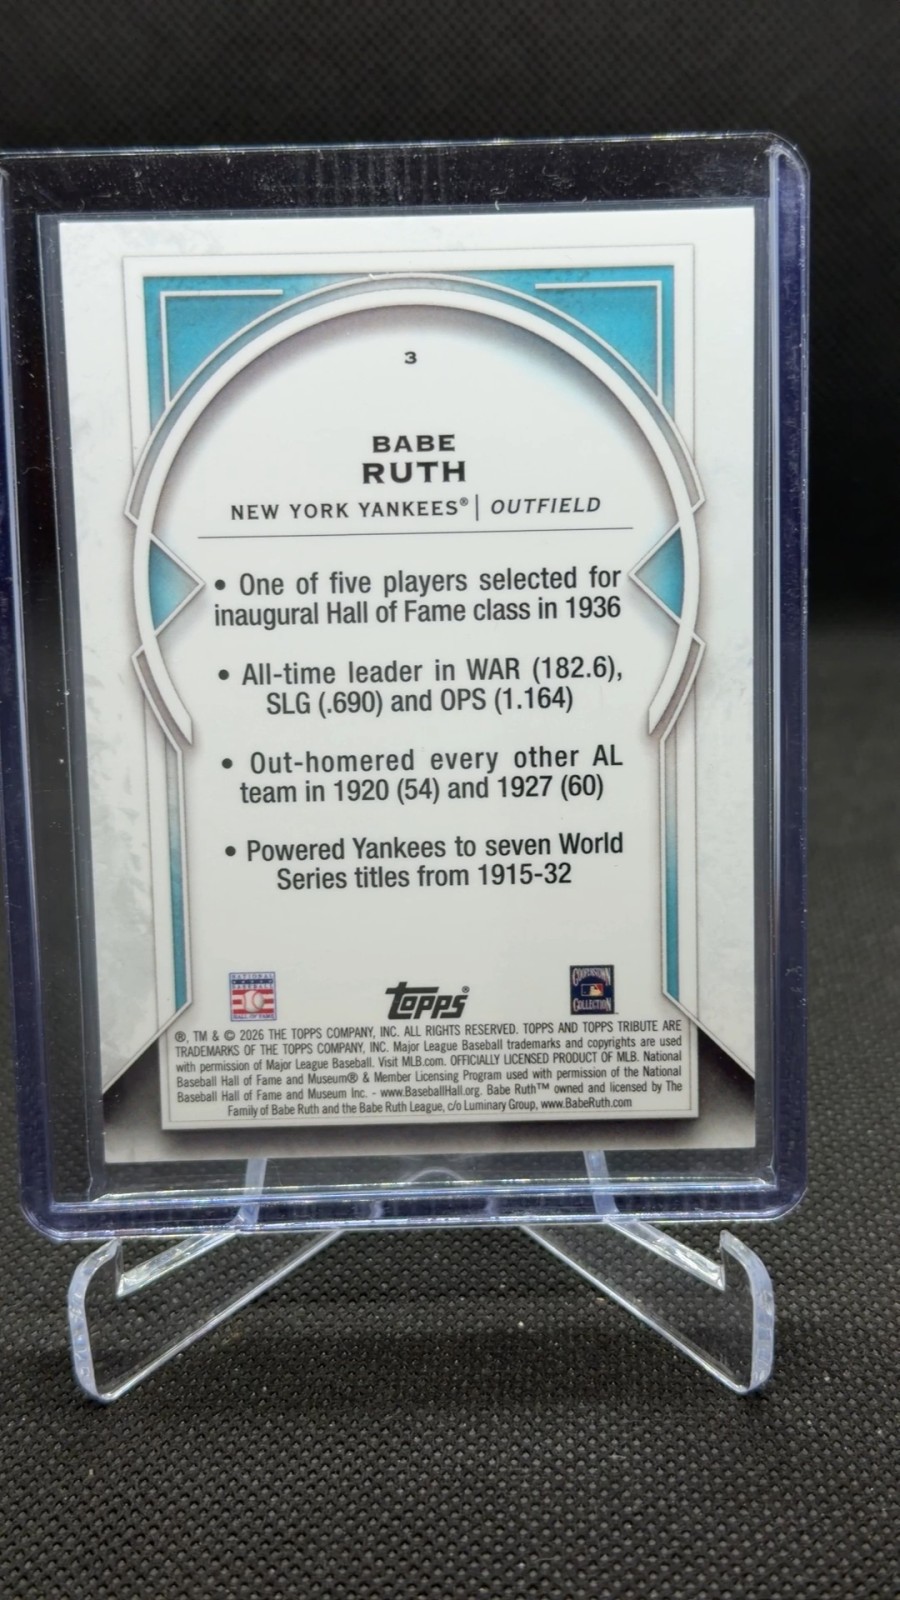 3
BABE
RUTH
NEW YORK YANKEES® | OUTFIELD
• One of five players selected for
inaugural Hall of Fame class in 1936
• All-time leader in WAR (182.6),
SLG (.690) and OPS (1.164)
• Out-homered every other AL
team in 1920 (54) and 1927 (60)
• Powered Yankees to seven World
Series titles from 1915-32
NATIONAL
BASEBALL
HALL OF FAME
Topps®
COOPERSTOWN
COLLECTION
®, TM & © 2026 THE TOPPS COMPANY, INC. ALL RIGHTS RESERVED. TOPPS AND TOPPS TRIBUTE ARE
TRADEMARKS OF THE TOPPS COMPANY, INC. Major League Baseball trademarks and copyrights are used
with permission of Major League Baseball. Visit MLB.com. OFFICIALLY LICENSED PRODUCT OF MLB. National
Baseball Hall of Fame and Museum® & Member Licensing Program used with permission of the National
Baseball Hall of Fame and Museum Inc. - www.BaseballHall.org. Babe Ruth™ owned and licensed by The
Family of Babe Ruth and the Babe Ruth League, c/o Luminary Group, www.BabeRuth.com